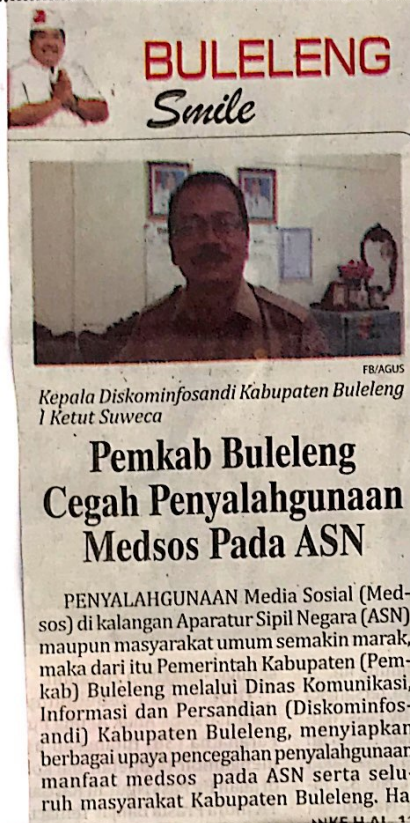 BULELENG
Smile
FB/AGUS
Kepala Diskominfosandi Kabupaten Buleleng
I Ketut Suweca
Pemkab Buleleng
Cegah Penyalahgunaan
Medsos Pada ASN
PENYALAHGUNAAN Media Sosial (Med-
sos) di kalangan Aparatur Sipil Negara (ASN)
maupun masyarakat umum semakin marak,
maka dari itu Pemerintah Kabupaten (Pem-
kab) Buleleng melalui Dinas Komunikasi,
Informasi dan Persandian (Diskominfos-
andi) Kabupaten Buleleng, menyiapkan
berbagai upaya pencegahan penyalahgunaan
manfaat medsos pada ASN serta selu-
ruh masyarakat Kabupaten Buleleng. Ha